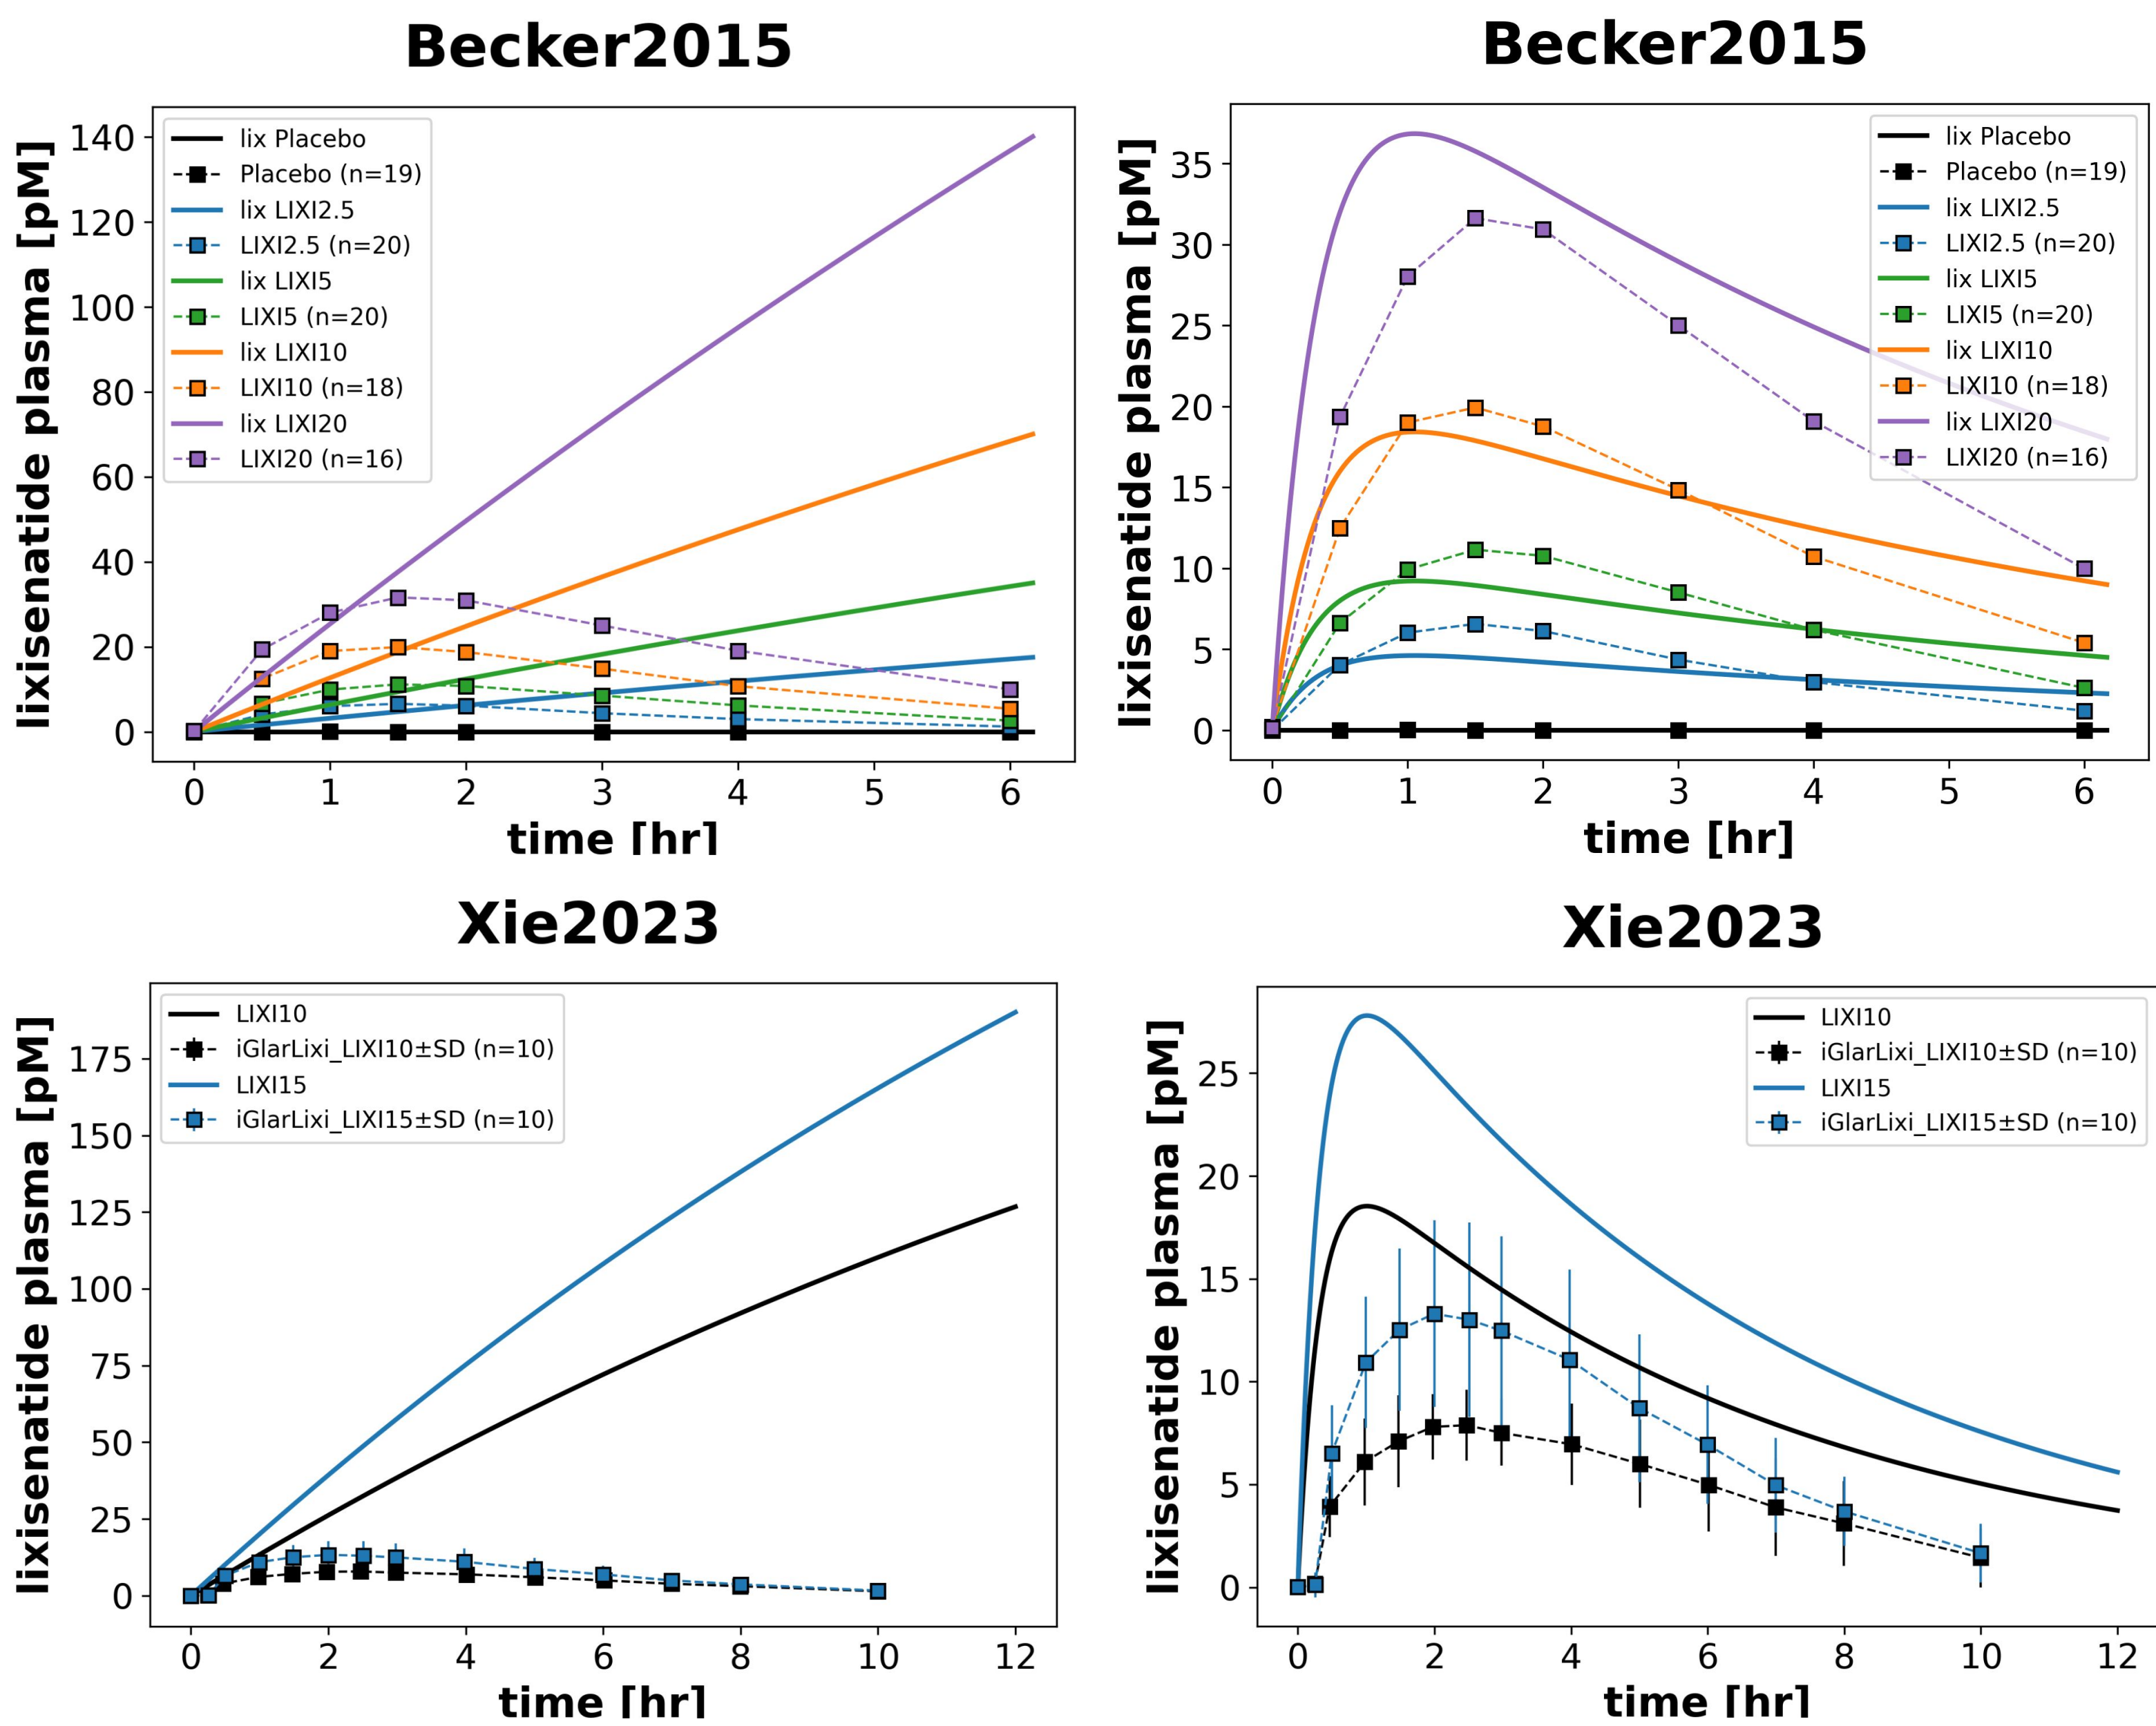 Becker2015
lixisenatide plasma [pM]
140
120
100
80
60
40
20
0
lix Placebo
Placebo (n=19)
lix LIXI2.5
LIXI2.5 (n=20)
lix LIXI5
LIXI5 (n=20)
lix LIXI10
LIXI10 (n=18)
lix LIXI20
LIXI20 (n=16)
0 1 2 3 4 5 6
time [hr]
Becker2015
lixisenatide plasma [pM]
35
30
25
20
15
10
5
0
lix Placebo
Placebo (n=19)
lix LIXI2.5
LIXI2.5 (n=20)
lix LIXI5
LIXI5 (n=20)
lix LIXI10
LIXI10 (n=18)
lix LIXI20
LIXI20 (n=16)
0 1 2 3 4 5 6
time [hr]
Xie2023
lixisenatide plasma [pM]
175
150
125
100
75
50
25
0
LIXI10
iGlarLixi_LIXI10±SD (n=10)
LIXI15
iGlarLixi_LIXI15±SD (n=10)
0 2 4 6 8 10 12
time [hr]
Xie2023
lixisenatide plasma [pM]
25
20
15
10
5
0
LIXI10
iGlarLixi_LIXI10±SD (n=10)
LIXI15
iGlarLixi_LIXI15±SD (n=10)
0 2 4 6 8 10 12
time [hr]